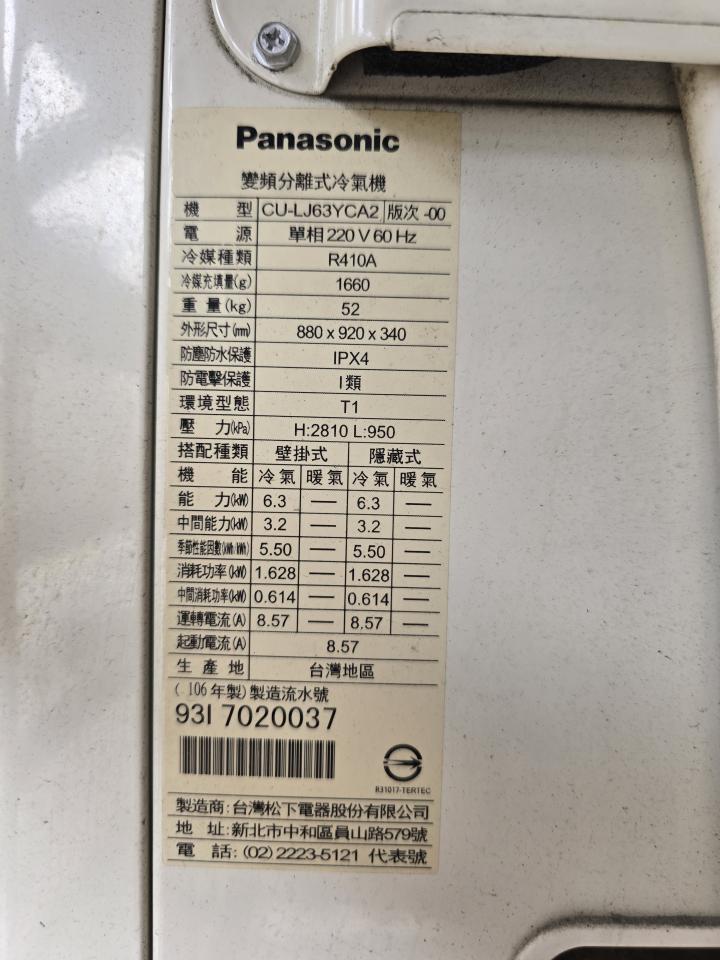 Panasonic
變頻分離式冷氣機
機 型 CU-LJ63YCA2 版次 -00
電 源 單相 220 V 60 Hz
冷媒種類 R410A
冷媒充填量(g) 1660
重 量(kg) 52
外形尺寸(mm) 880 x 920 x 340
防塵防水保護 IPX4
防電擊保護 I 類
環境型態 T1
壓 力(kPa) H:2810 L:950
搭配種類 壁掛式 隱藏式
機 能 冷氣 暖氣 冷氣 暖氣
能 力(kW) 6.3 — 6.3 —
中間能力(kW) 3.2 — 3.2 —
季節性能因數(kWh/kWh) 5.50 — 5.50 —
消耗功率(kW) 1.628 — 1.628 —
中間消耗功率(kW) 0.614 — 0.614 —
運轉電流(A) 8.57 — 8.57 —
起動電流(A) 8.57
生 產 地 台灣地區
( 106 年製) 製造流水號
93I 7020037
R31017-TERTEC
製造商: 台灣松下電器股份有限公司
地 址: 新北市中和區員山路579號
電 話: (02) 2223-5121 代表號